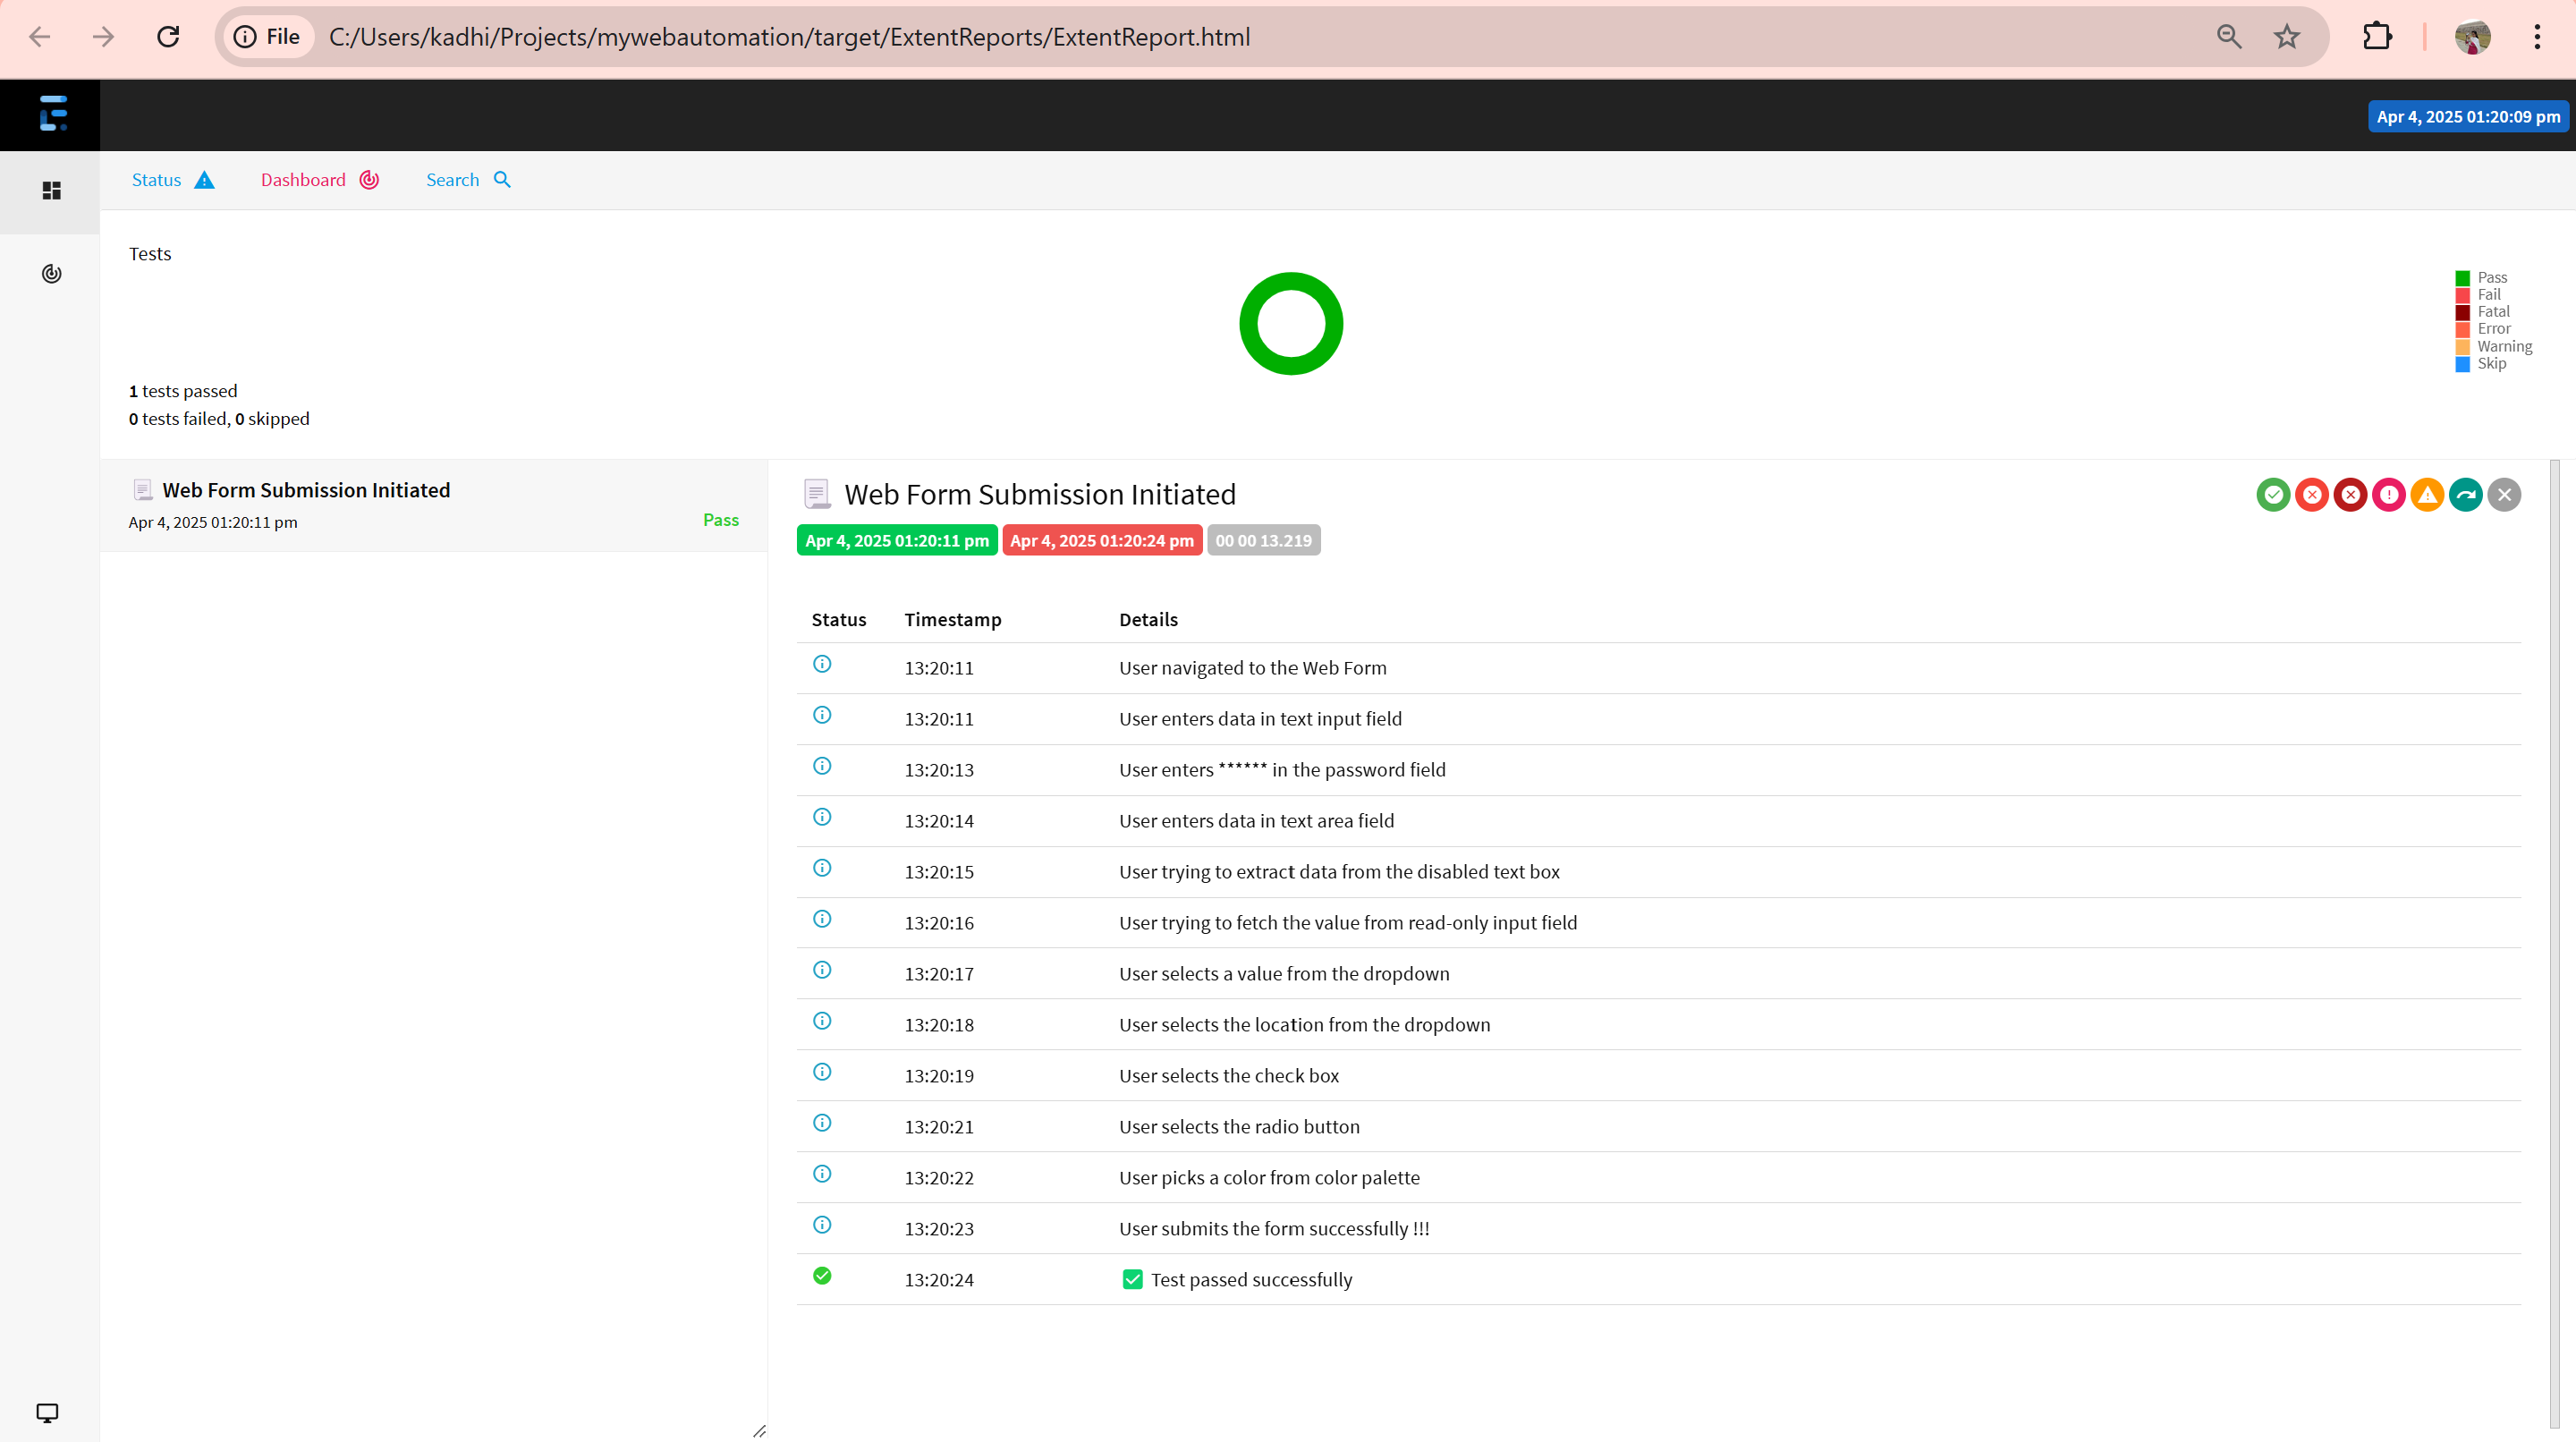 File C:/Users/kadhi/Projects/mywebautomation/target/ExtentReports/ExtentReport.html
Apr 4, 2025 01:20:09 pm
Status Dashboard Search
Tests
Pass
Fail
Fatal
Error
Warning
Skip
1 tests passed
0 tests failed, 0 skipped
Web Form Submission Initiated
Apr 4, 2025 01:20:11 pm Pass
Web Form Submission Initiated
Apr 4, 2025 01:20:11 pm Apr 4, 2025 01:20:24 pm 00 00 13.219
Status Timestamp Details
13:20:11 User navigated to the Web Form
13:20:11 User enters data in text input field
13:20:13 User enters ****** in the password field
13:20:14 User enters data in text area field
13:20:15 User trying to extract data from the disabled text box
13:20:16 User trying to fetch the value from read-only input field
13:20:17 User selects a value from the dropdown
13:20:18 User selects the location from the dropdown
13:20:19 User selects the check box
13:20:21 User selects the radio button
13:20:22 User picks a color from color palette
13:20:23 User submits the form successfully !!!
13:20:24 ✅ Test passed successfully